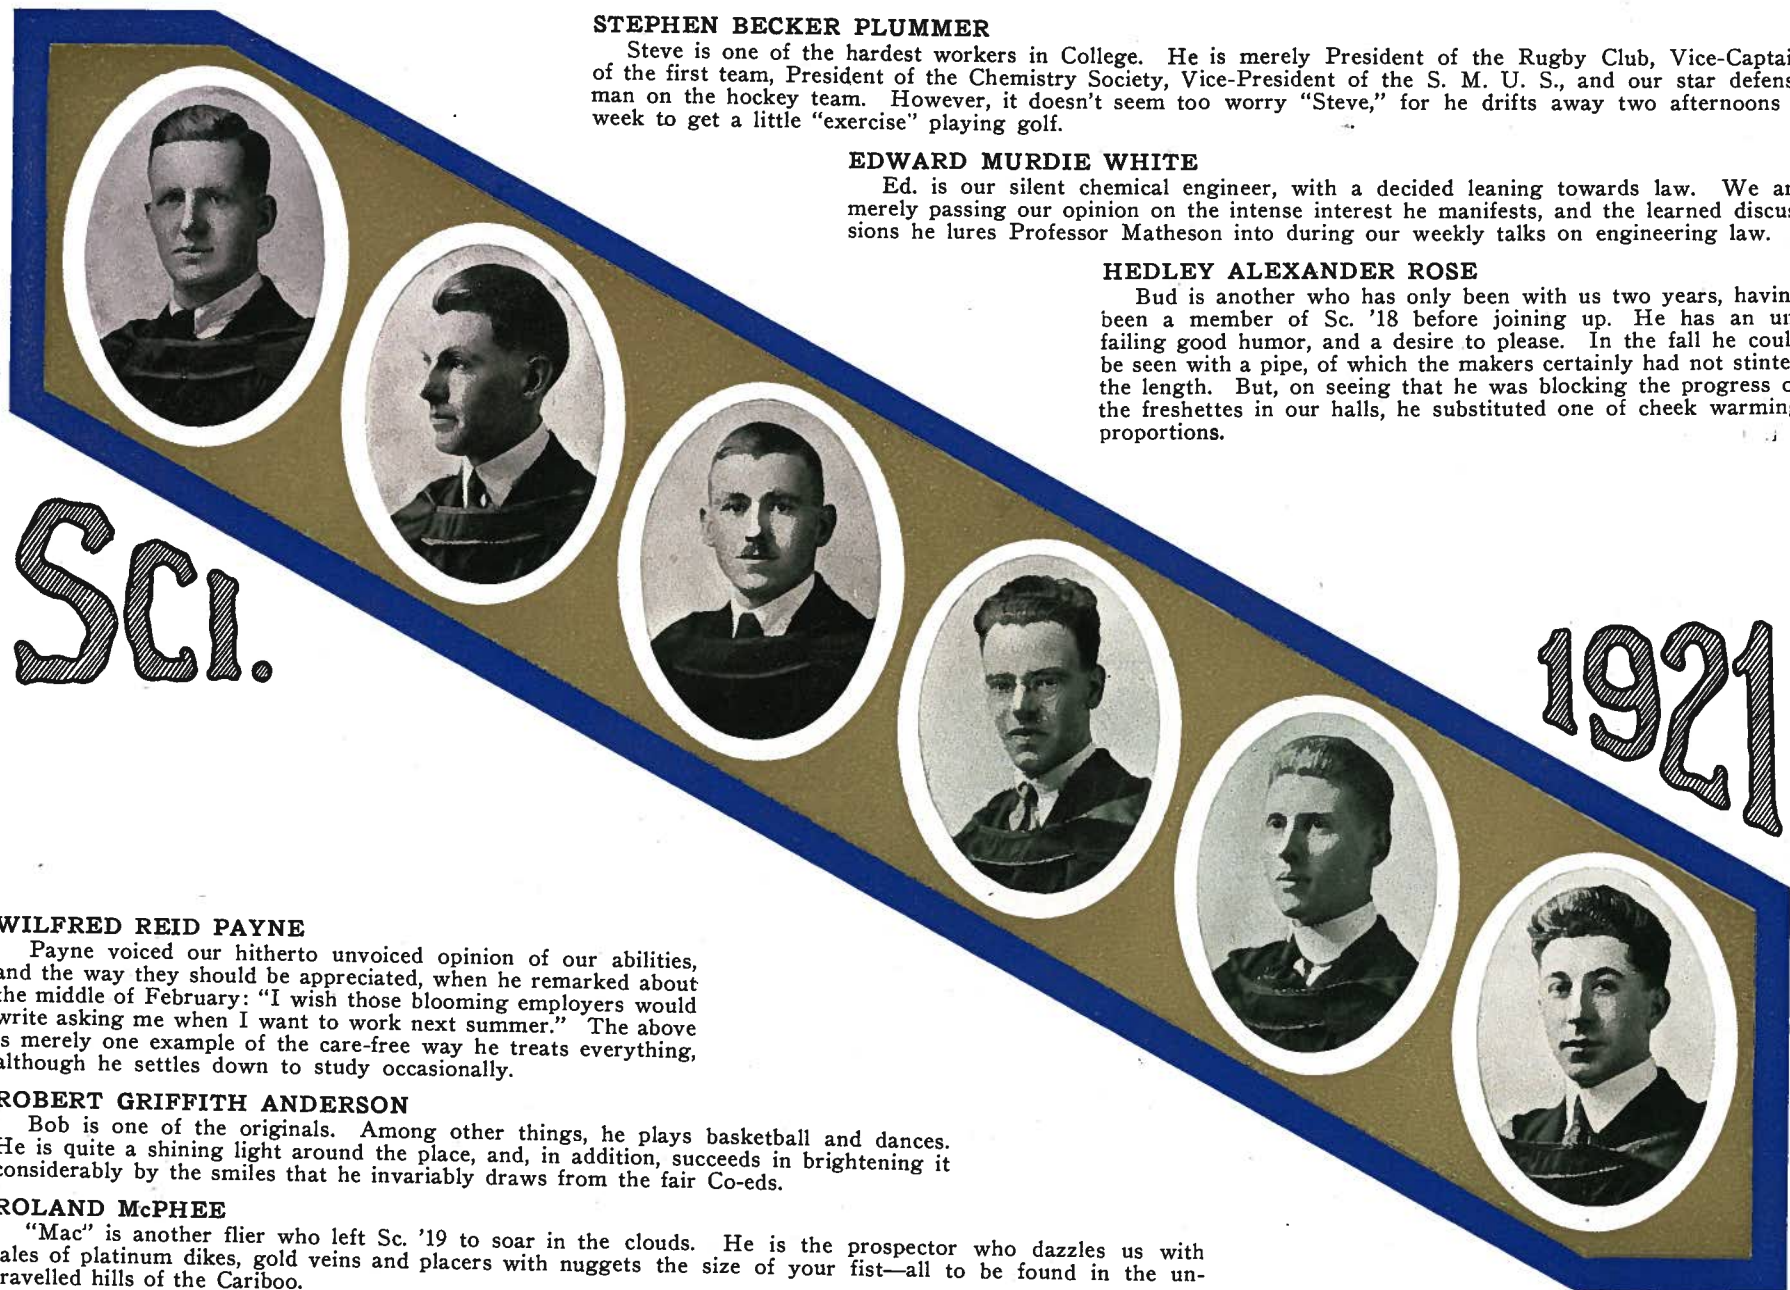 STEPHEN BECKER PLUMMER
Steve is one of the hardest workers in College. He is merely President of the Rugby Club, Vice-Captai
of the first team, President of the Chemistry Society, Vice-President of the S. M. U. S., and our star defens
man on the hockey team. However, it doesn't seem too worry "Steve," for he drifts away two afternoons
week to get a little "exercise" playing golf.
EDWARD MURDIE WHITE
Ed. is our silent chemical engineer, with a decided leaning towards law. We ar
merely passing our opinion on the intense interest he manifests, and the learned discus
sions he lures Professor Matheson into during our weekly talks on engineering law.
HEDLEY ALEXANDER ROSE
Bud is another who has only been with us two years, havin
been a member of Sc. '18 before joining up. He has an un
failing good humor, and a desire to please. In the fall he coul
be seen with a pipe, of which the makers certainly had not stinte
the length. But, on seeing that he was blocking the progress o
the freshettes in our halls, he substituted one of cheek warming
proportions.
Sci.
1921
WILFRED REID PAYNE
Payne voiced our hitherto unvoiced opinion of our abilities,
and the way they should be appreciated, when he remarked about
the middle of February: "I wish those blooming employers would
write asking me when I want to work next summer." The above
is merely one example of the care-free way he treats everything,
although he settles down to study occasionally.
ROBERT GRIFFITH ANDERSON
Bob is one of the originals. Among other things, he plays basketball and dances.
He is quite a shining light around the place, and, in addition, succeeds in brightening it
considerably by the smiles that he invariably draws from the fair Co-eds.
ROLAND McPHEE
"Mac" is another flier who left Sc. '19 to soar in the clouds. He is the prospector who dazzles us with
ales of platinum dikes, gold veins and placers with nuggets the size of your fist—all to be found in the un-
ravelled hills of the Cariboo.